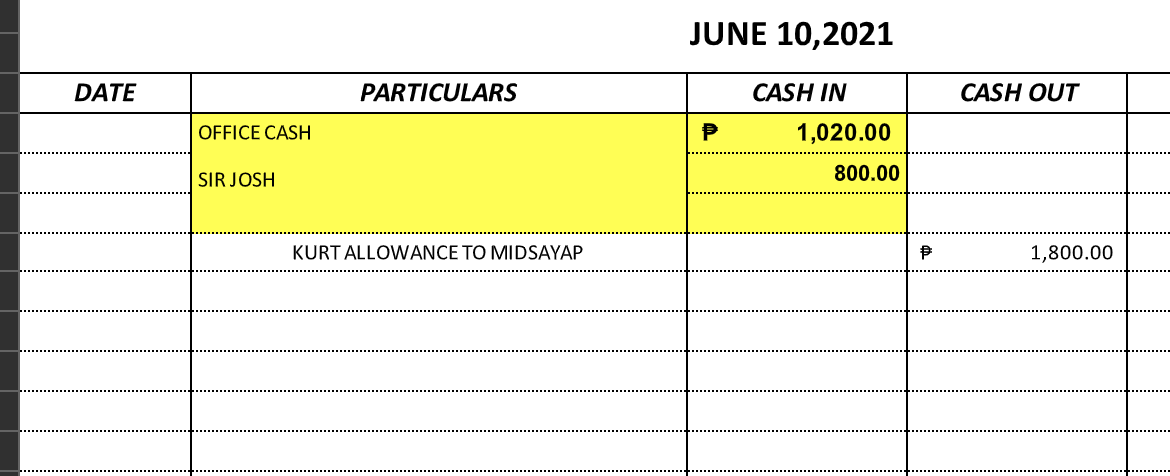 JUNE 10,2021
DATE PARTICULARS CASH IN CASH OUT
OFFICE CASH ₱ 1,020.00
SIR JOSH 800.00
KURT ALLOWANCE TO MIDSAYAP ₱ 1,800.00